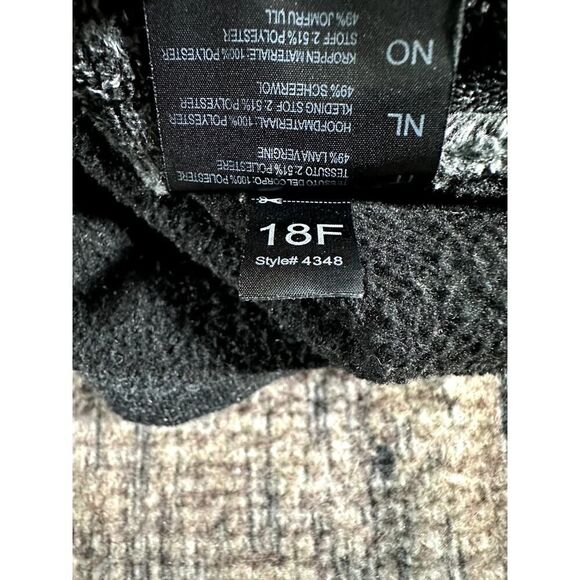 TESSUTO DEL CORPO: 100% POLIESTERE
TESSUTO 2: 51% POLIESTERE
49% LANA VERGINE
NL
HOOFDMATERIAAL: 100% POLYESTER
KLEDING STOF 2: 51% POLYESTER
49% SCHEERWOL
NO
KROPPEN MATERIALE: 100% POLYESTER
STOFF 2: 51% POLYESTER
49% JOMFRU ULL
18F
Style# 4348